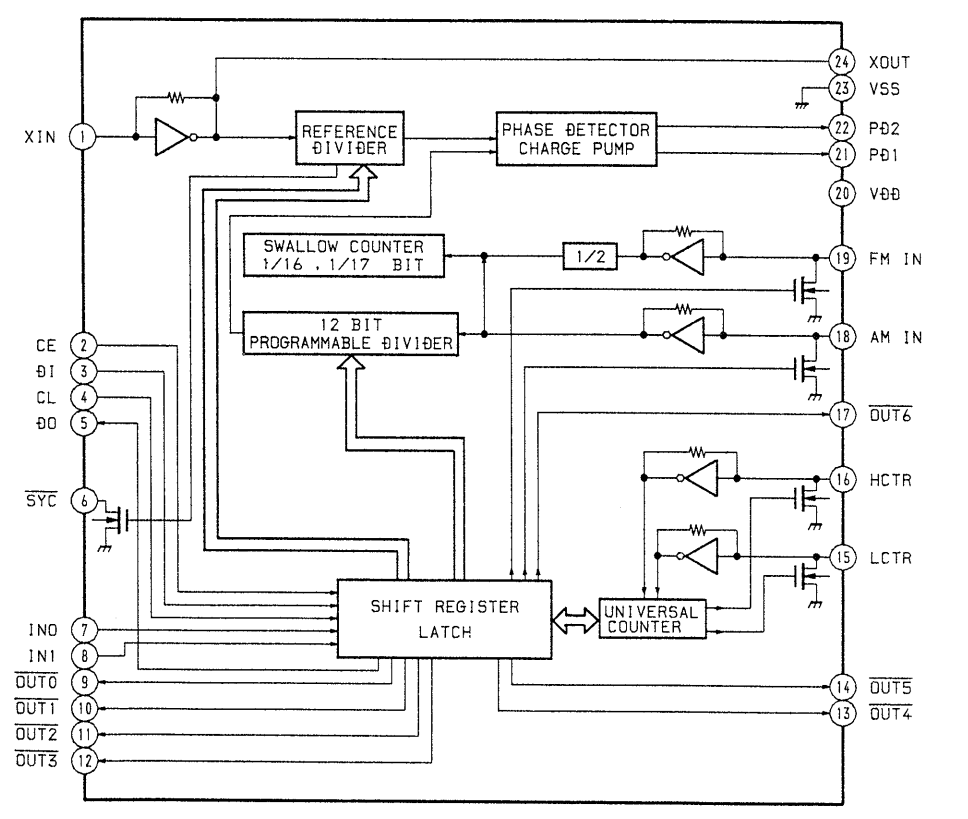 24 XOUT
23 VSS
XIN 1
REFERENCE
DIVIDER
PHASE DETECTOR
CHARGE PUMP
22 PD2
21 PD1
20 VDD
SWALLOW COUNTER
1/16 , 1/17 BIT
1/2
19 FM IN
12 BIT
PROGRAMMABLE DIVIDER
18 AM IN
CE 2
DI 3
CL 4
DO 5
17 OUT6
SYC 6
16 HCTR
15 LCTR
SHIFT REGISTER
LATCH
UNIVERSAL
COUNTER
IN0 7
IN1 8
OUT0 9
OUT1 10
OUT2 11
OUT3 12
14 OUT5
13 OUT4